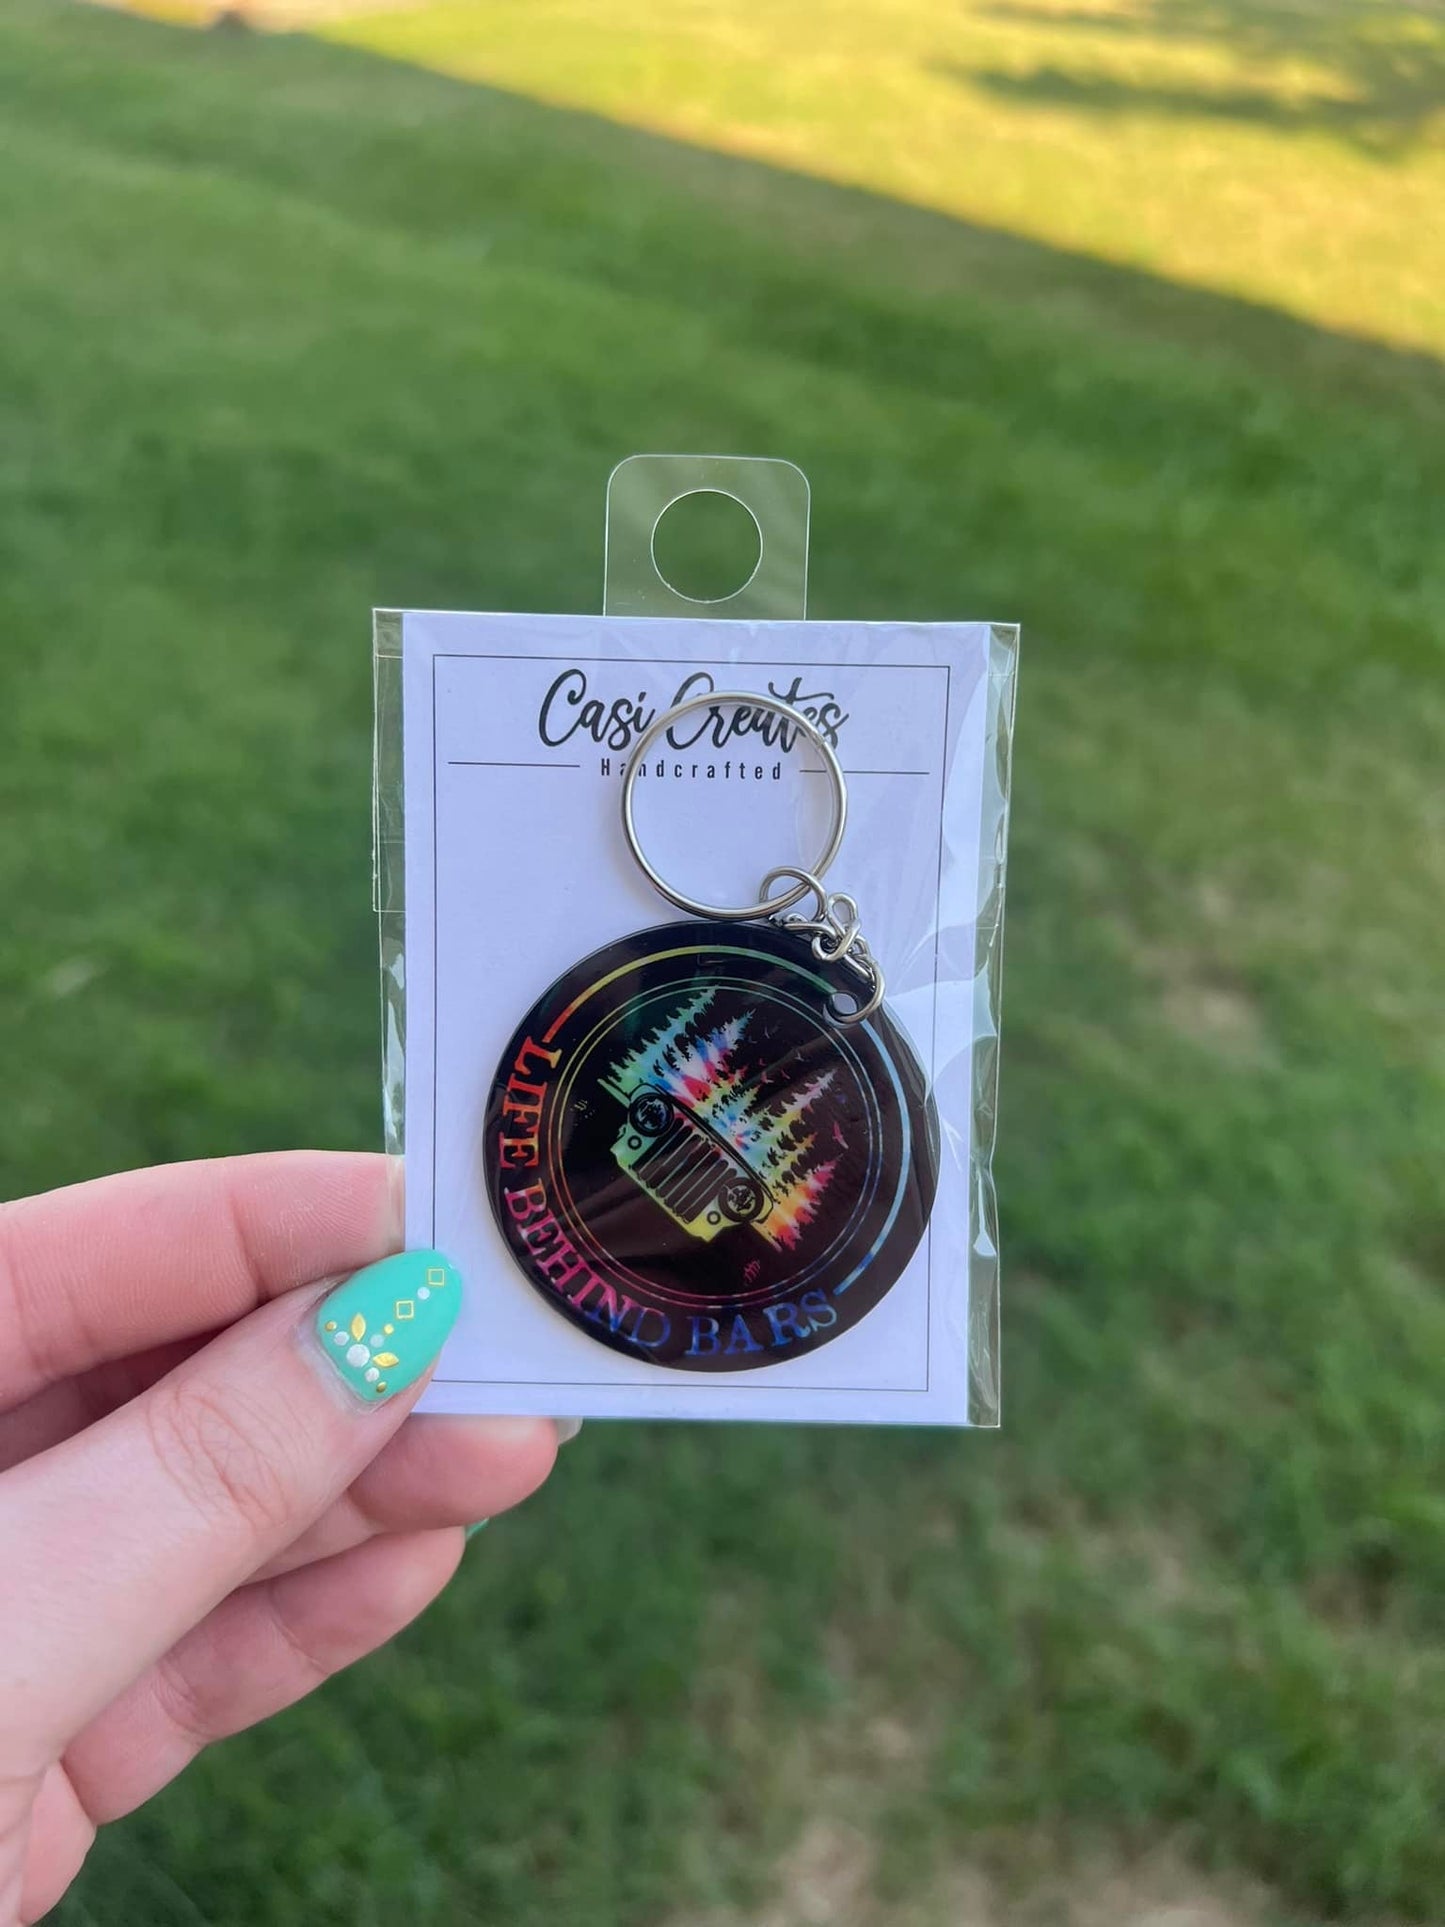 Casi Creates
Handcrafted
LIFE BEHIND BARS